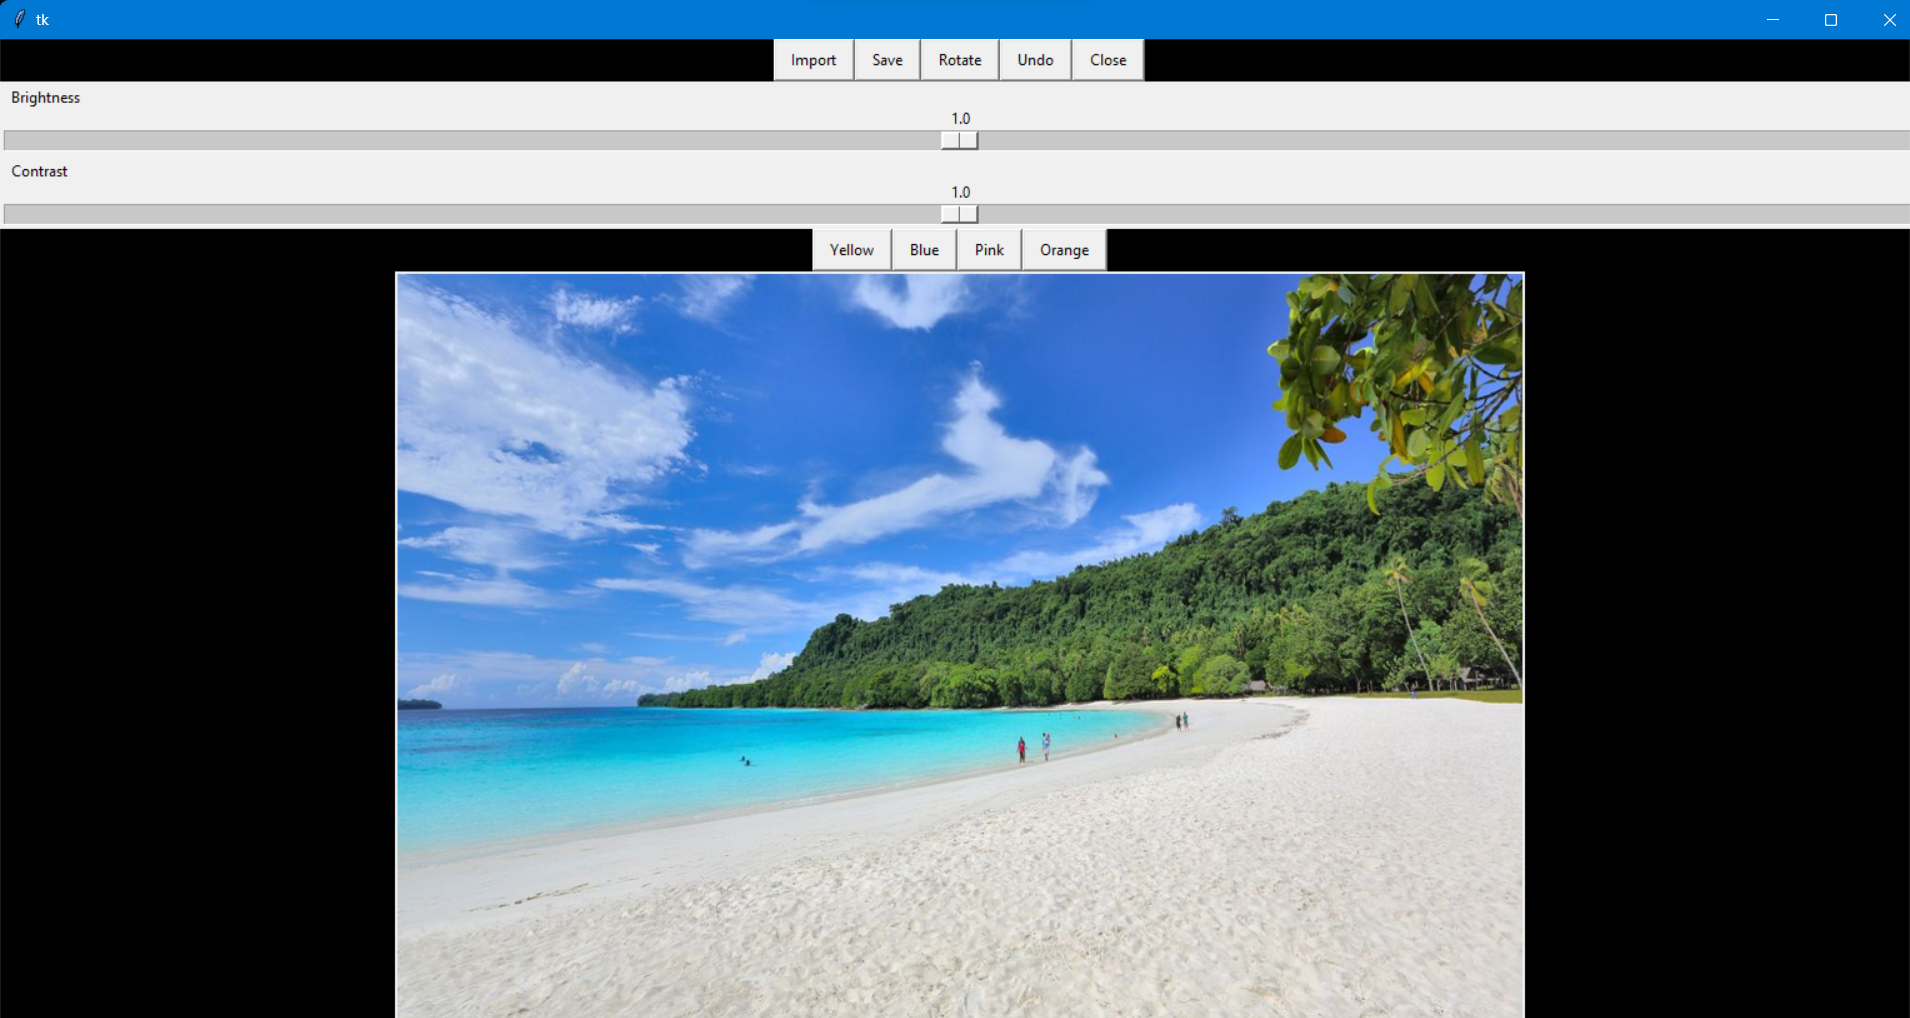 tk
Import Save Rotate Undo Close
Brightness
1.0
Contrast
1.0
Yellow Blue Pink Orange